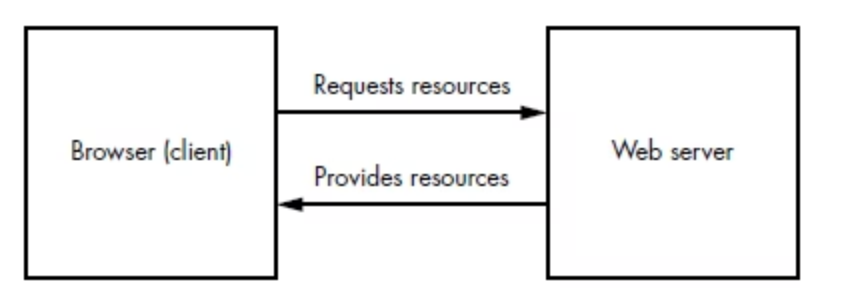 Requests resources
Browser (client)
Web server
Provides resources